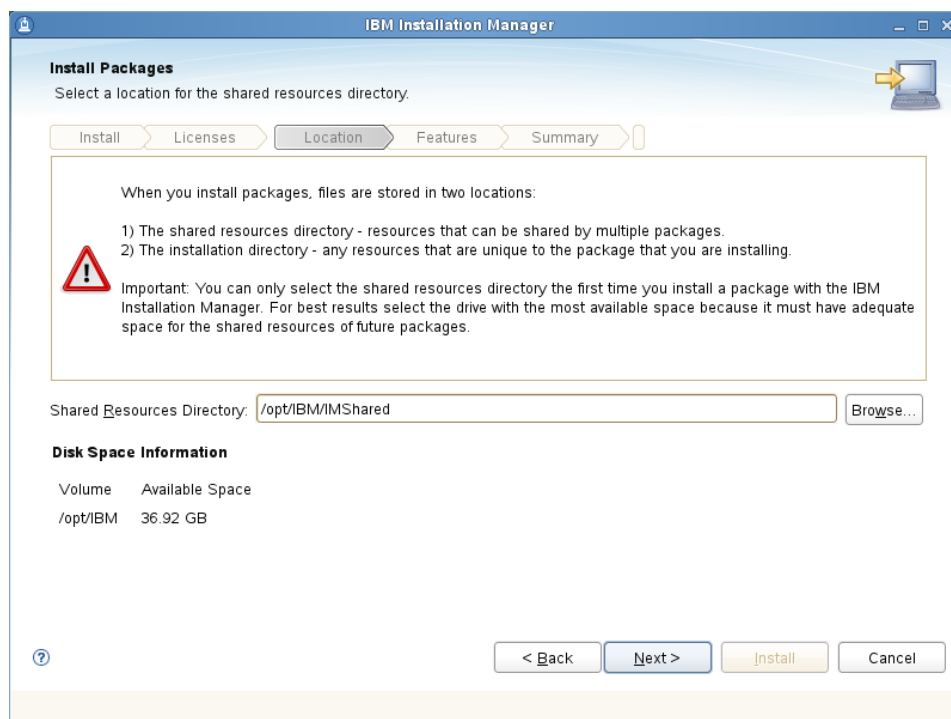 IBM Installation Manager
Install Packages
Select a location for the shared resources directory.
Install Licenses Location Features Summary
When you install packages, files are stored in two locations:
1) The shared resources directory - resources that can be shared by multiple packages.
2) The installation directory - any resources that are unique to the package that you are installing.
Important: You can only select the shared resources directory the first time you install a package with the IBM
Installation Manager. For best results select the drive with the most available space because it must have adequate
space for the shared resources of future packages.
Shared Resources Directory: /opt/IBM/IMShared Browse...
Disk Space Information
Volume Available Space
/opt/IBM 36.92 GB
? < Back Next > Install Cancel